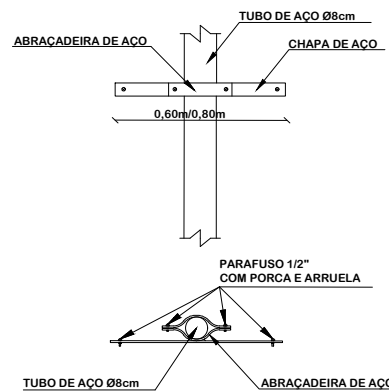 TUBO DE AÇO Ø8cm
ABRAÇADEIRA DE AÇO
CHAPA DE AÇO
0,60m/0,80m
PARAFUSO 1/2"
COM PORCA E ARRUELA
TUBO DE AÇO Ø8cm
ABRAÇADEIRA DE AÇO